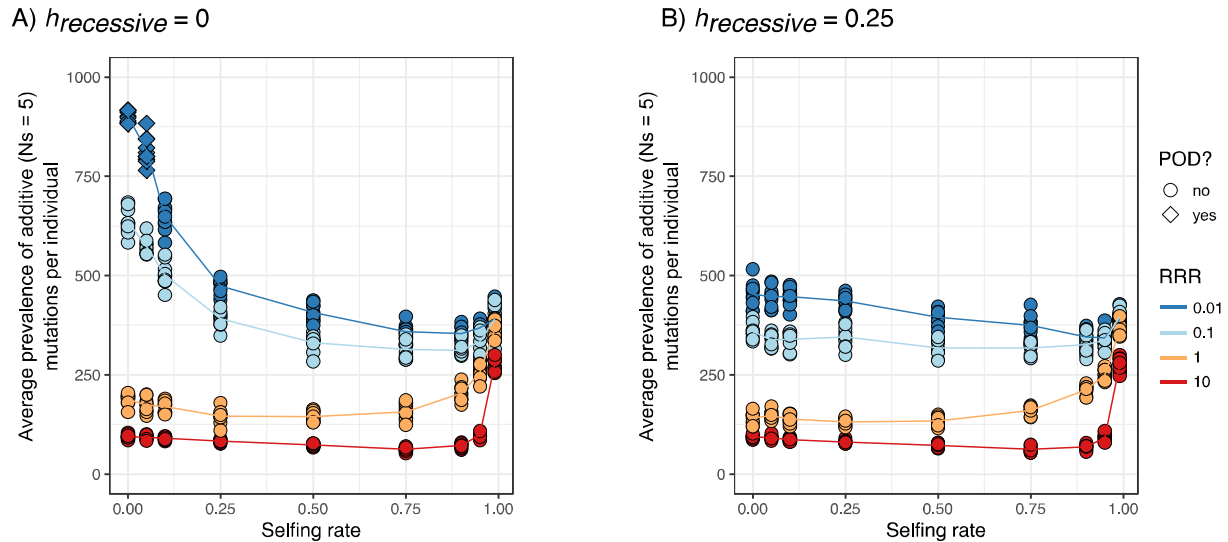 A) hrecessive = 0
Average prevalence of additive (Ns = 5)
mutations per individual
1000
750
500
250
0
0.00 0.25 0.50 0.75 1.00
Selfing rate
B) hrecessive = 0.25
Average prevalence of additive (Ns = 5)
mutations per individual
1000
750
500
250
0
0.00 0.25 0.50 0.75 1.00
Selfing rate
POD?
no
yes
RRR
0.01
0.1
1
10